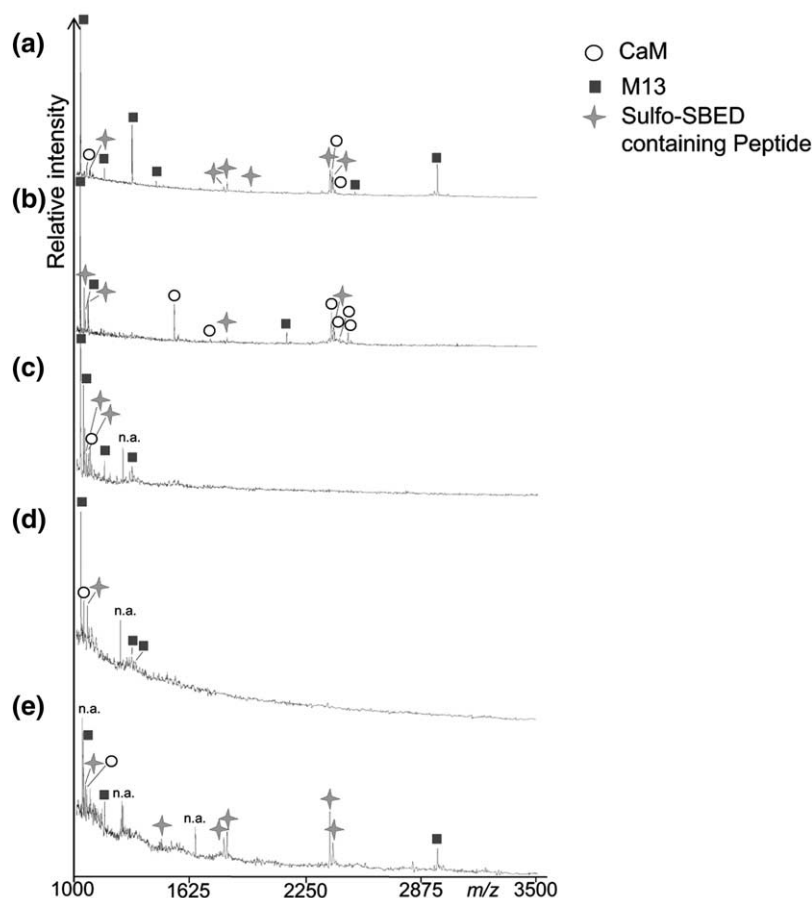 (a)
(b)
(c)
(d)
(e)
Relative intensity
CaM
M13
Sulfo-SBED
containing Peptide
n.a.
n.a.
n.a.
n.a.
n.a.
1000
1625
2250
2875
m/z
3500